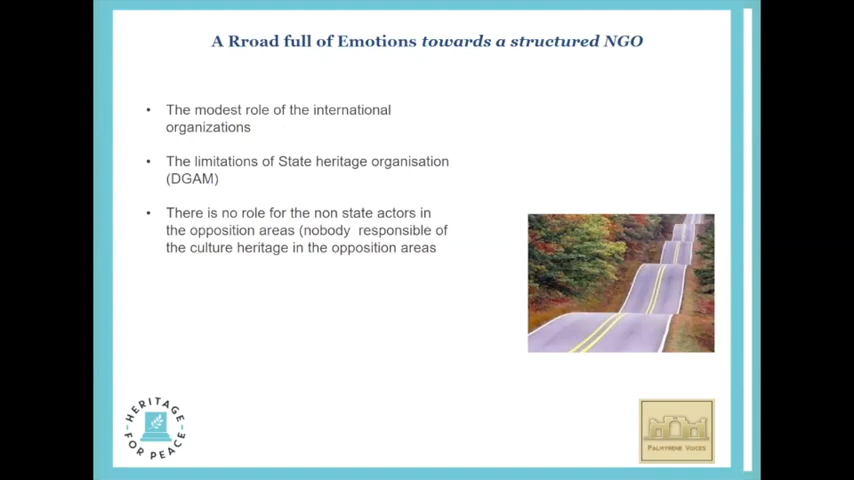 A Rroad full of Emotions towards a structured NGO
• The modest role of the international
organizations
• The limitations of State heritage organisation
(DGAM)
• There is no role for the non state actors in
the opposition areas (nobody responsible of
the culture heritage in the opposition areas
HERITAGE
FOR PEACE
PALMYRENE VOICES